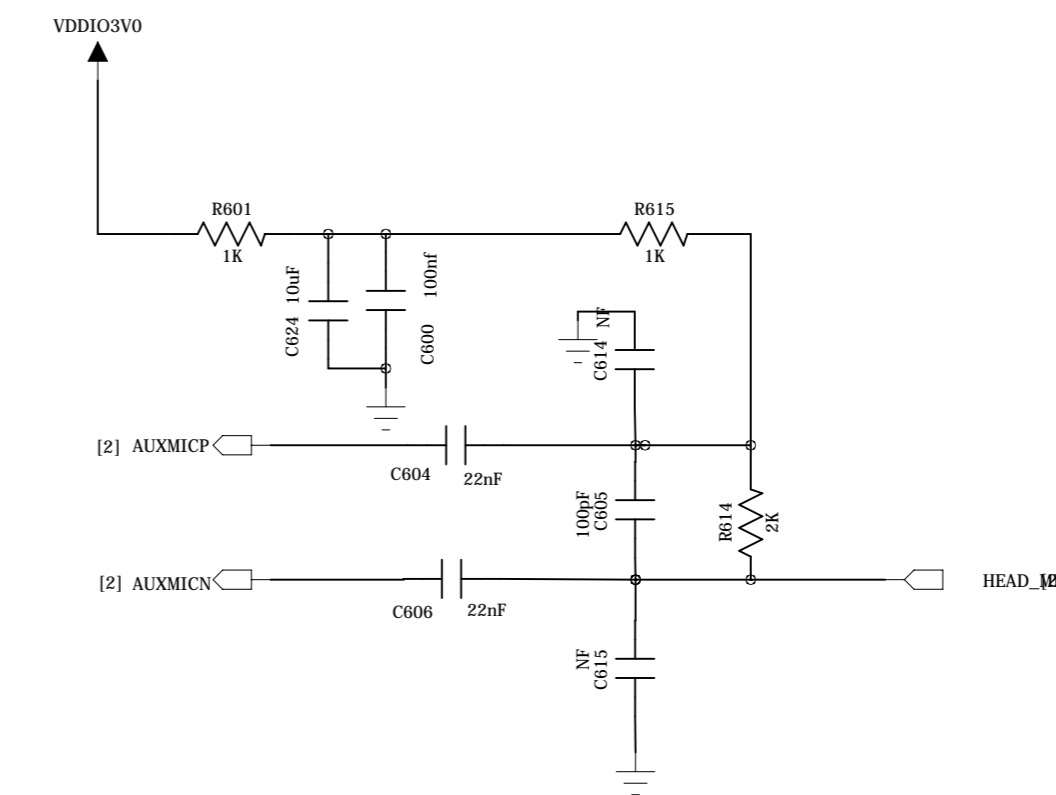 VDDIO3V0
R601
1K
R615
1K
10uF
C624
100nf
C600
NF
C614
[2] AUXMICP
C604
22nF
100pF
C605
R614
2K
[2] AUXMICN
C606
22nF
NF
C615